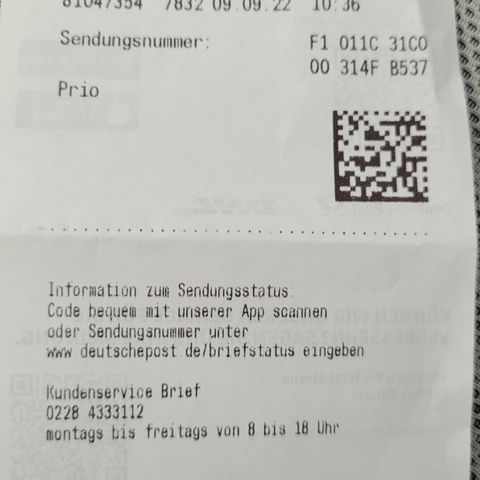 81047354 7832 09.09.22 10:36
Sendungsnummer: F1 011C 31C0
00 314F B537
Prio
Information zum Sendungsstatus:
Code bequem mit unserer App scannen
oder Sendungsnummer unter
www.deutschepost.de/briefstatus eingeben
Kundenservice Brief
0228 4333112
montags bis freitags von 8 bis 18 Uhr